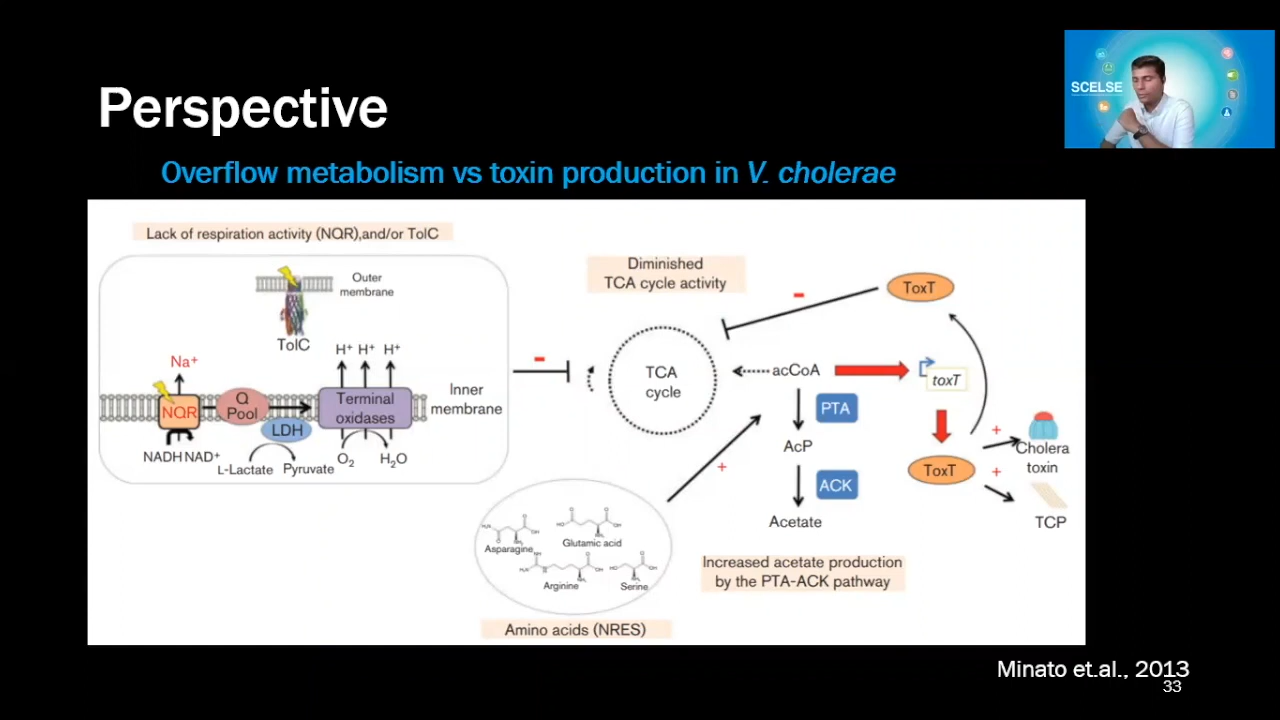 SCELSE
Perspective
Overflow metabolism vs toxin production in V. cholerae
Lack of respiration activity (NQR),and/or TolC
Outer
membrane
TolC
Na⁺
H⁺ H⁺ H⁺
NQR
Q
Pool
LDH
Terminal
oxidases
Inner
membrane
NADH NAD⁺
L-Lactate
Pyruvate
O₂
H₂O
Diminished
TCA cycle activity
TCA
cycle
-
-
ToxT
acCoA
toxT
PTA
AcP
ACK
Acetate
+
ToxT
+
+
Cholera
toxin
TCP
Asparagine
Glutamic acid
Arginine
Serine
Amino acids (NRES)
Increased acetate production
by the PTA-ACK pathway
Minato et.al., 2013
33